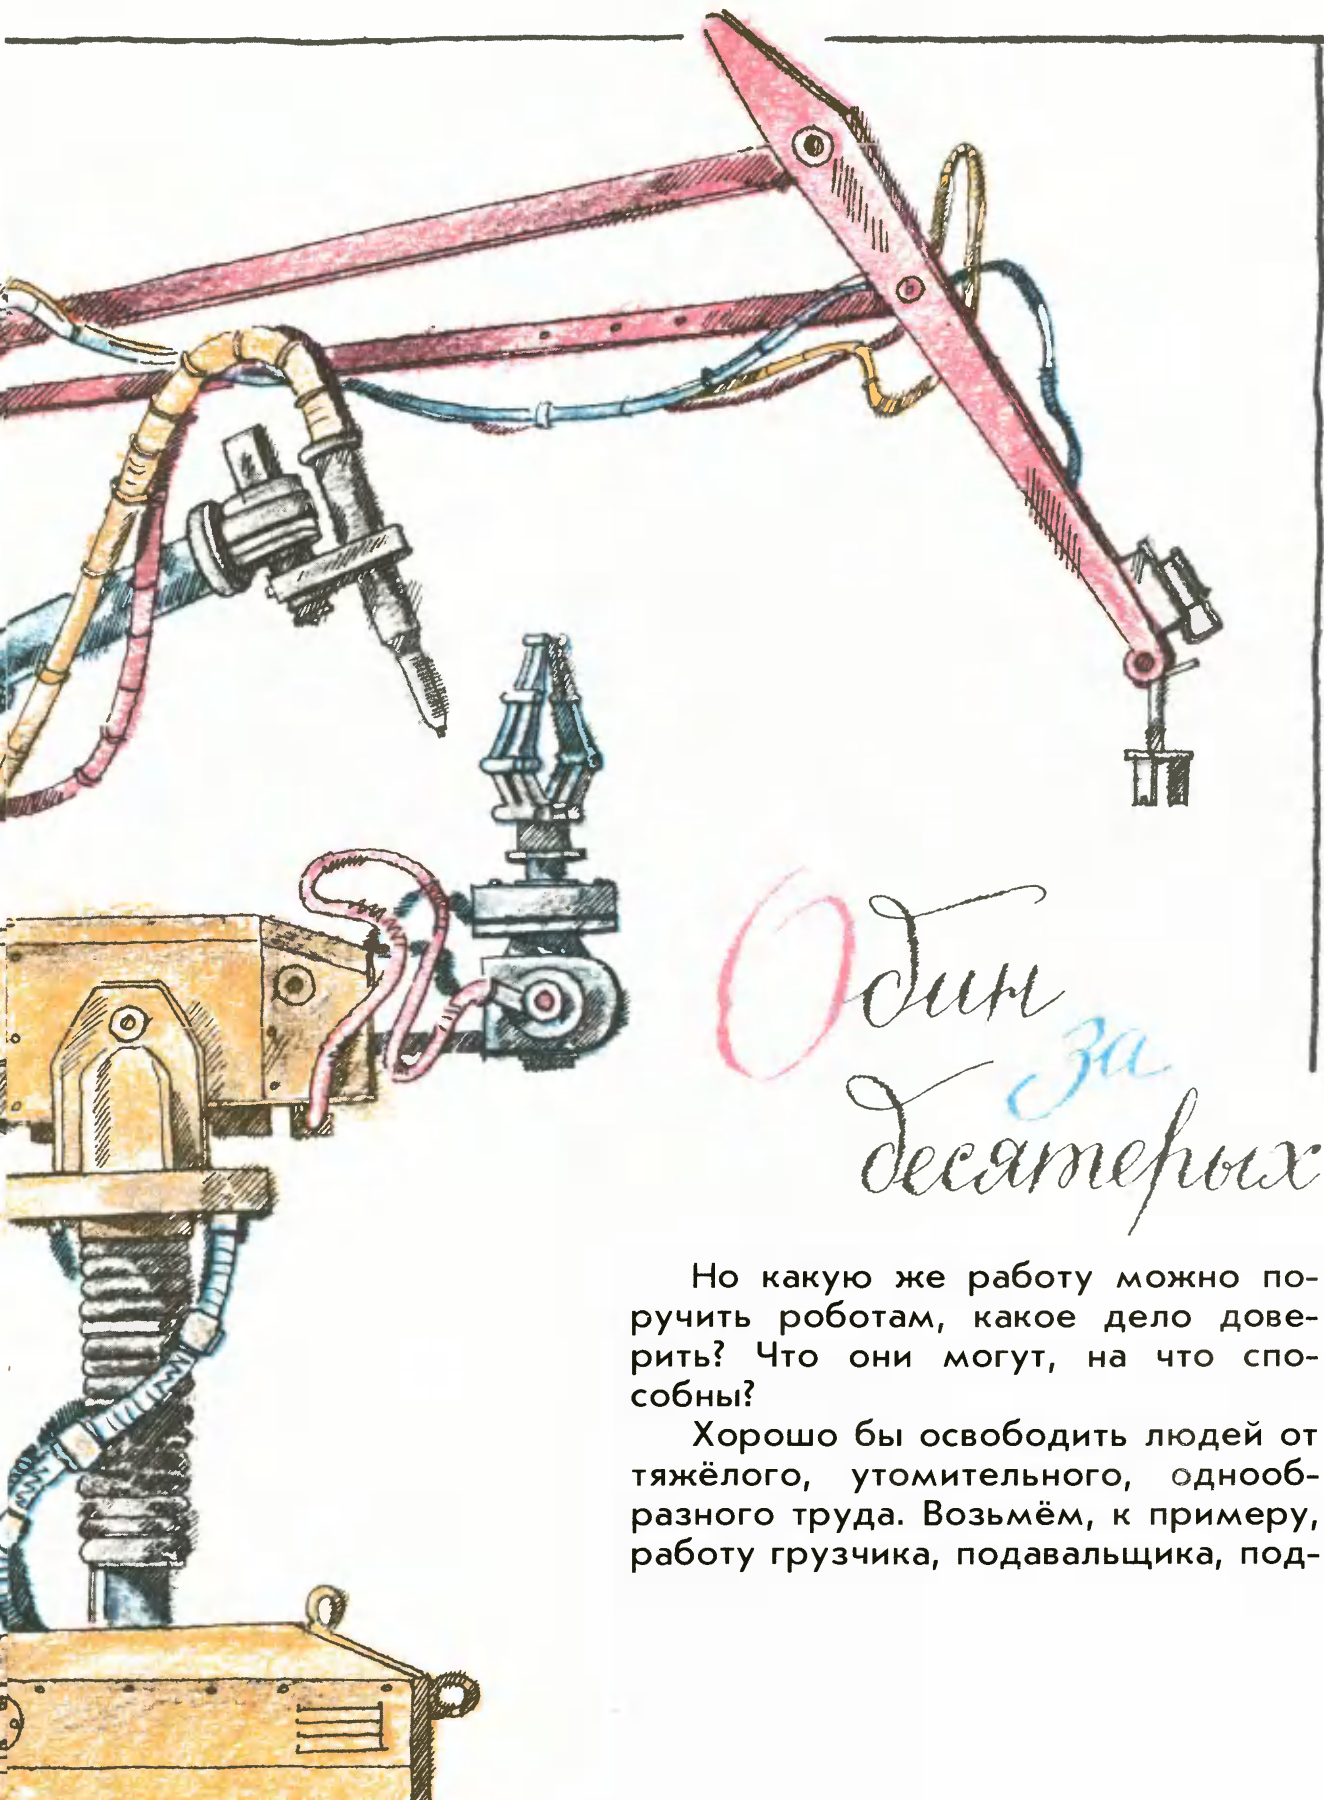 Один
за
десятерых
Но какую же работу можно по-
ручить роботам, какое дело дове-
рить? Что они могут, на что спо-
собны?
Хорошо бы освободить людей от
тяжёлого, утомительного, однооб-
разного труда. Возьмём, к примеру,
работу грузчика, подавальщика, под-